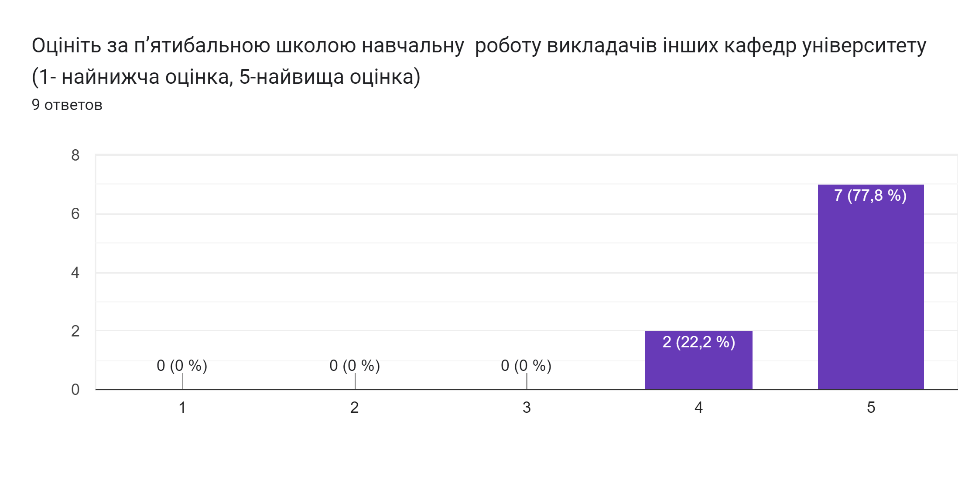 Оцініть за п’ятибальною школою навчальну  роботу викладачів інших кафедр університету
(1- найнижча оцінка, 5-найвища оцінка)
9 ответов
8
6
4
2
0
0 (0 %)
0 (0 %)
0 (0 %)
2 (22,2 %)
7 (77,8 %)
1
2
3
4
5